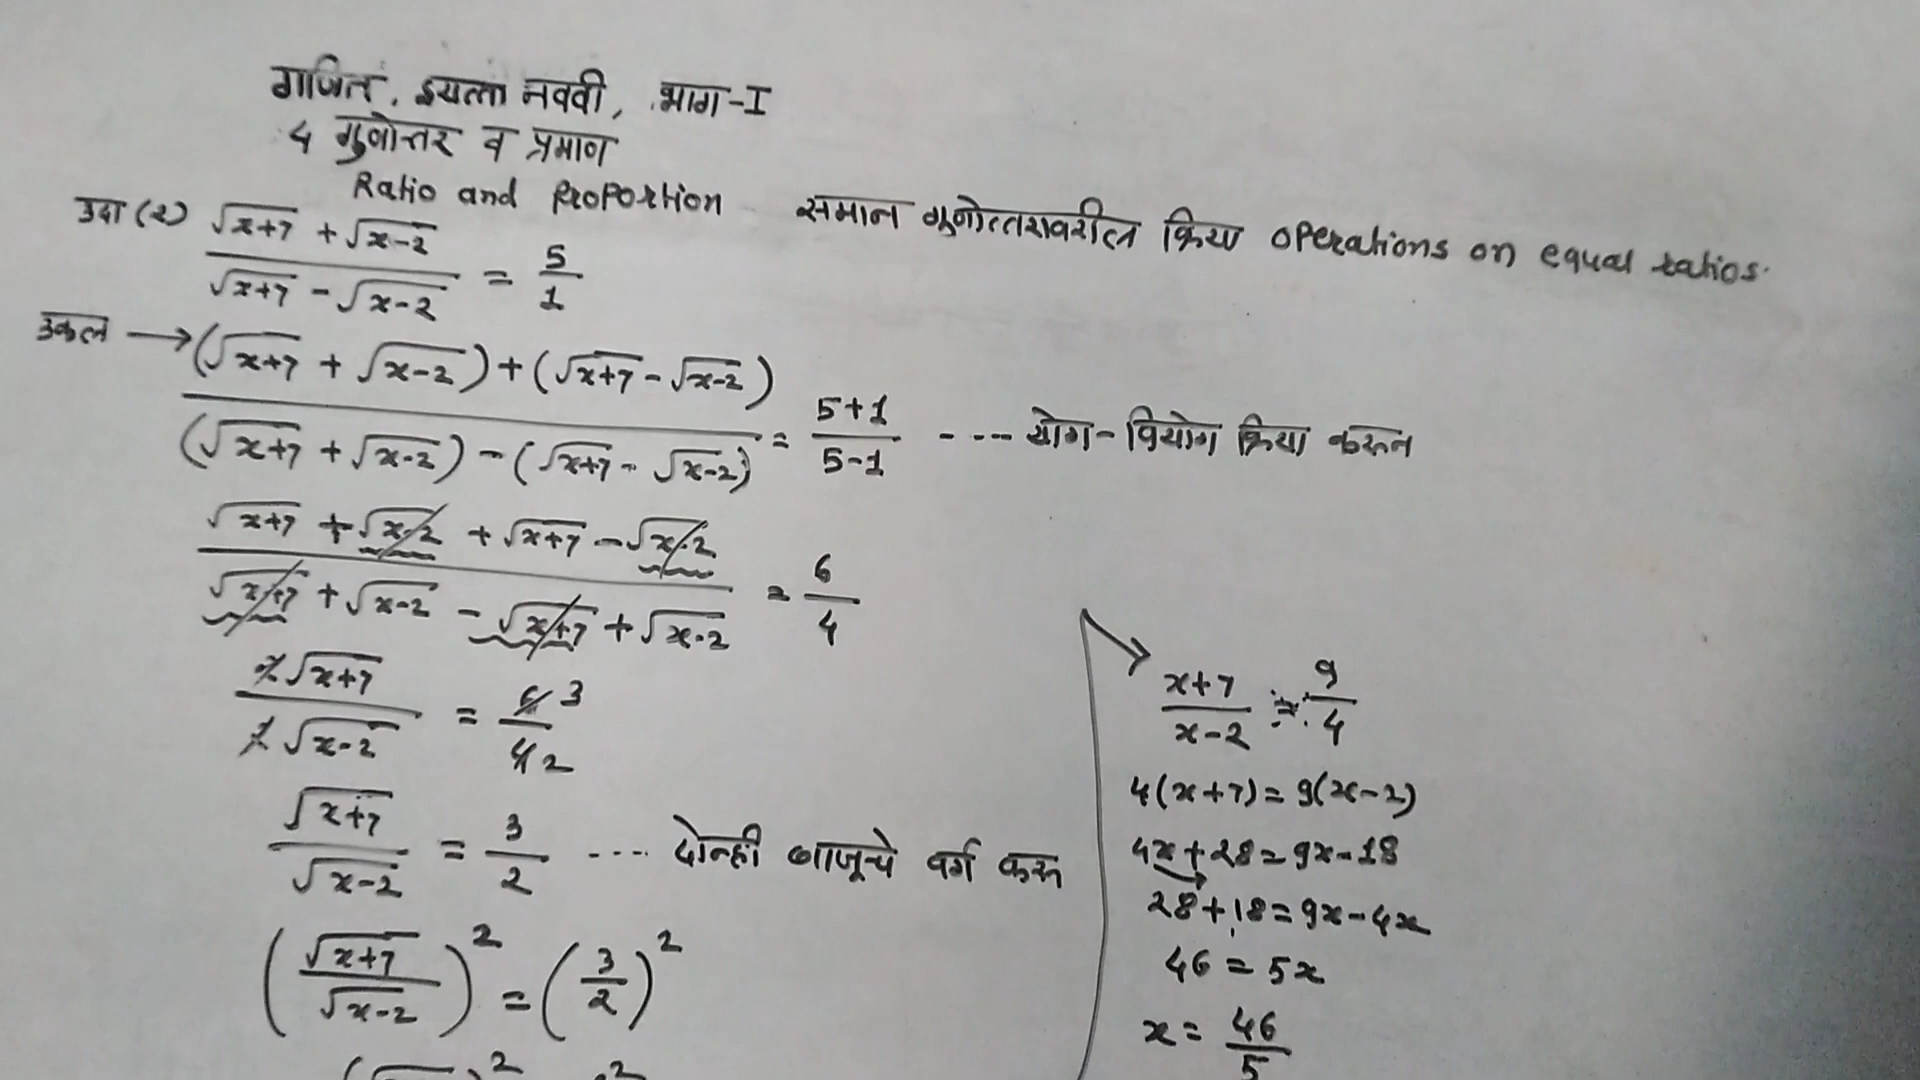 गणित, इयत्ता नववी, भाग-I
4 गुणोत्तर व प्रमाण
Ratio and Proportion समान गुणोत्तरावरील क्रिया operations on equal ratios.
उदा (२) (√(x+7) + √(x-2)) / (√(x+7) - √(x-2)) = 5/1
उकल → ((√(x+7) + √(x-2)) + (√(x+7) - √(x-2))) / ((√(x+7) + √(x-2)) - (√(x+7) - √(x-2))) = (5+1)/(5-1) ---- योग-वियोग क्रिया करून
(√(x+7) + √(x-2) + √(x+7) - √(x-2)) / (√(x+7) + √(x-2) - √(x+7) + √(x-2)) = 6/4
2√(x+7) / 2√(x-2) = 6 3 / 4 2
√(x+7) / √(x-2) = 3/2 ---- दोन्ही बाजूचे वर्ग करू
(√(x+7) / √(x-2))² = (3/2)²
(x+7)/(x-2) = 9/4
4(x+7) = 9(x-2)
4x+28 = 9x-18
28+18 = 9x-4x
46 = 5x
x = 46/5